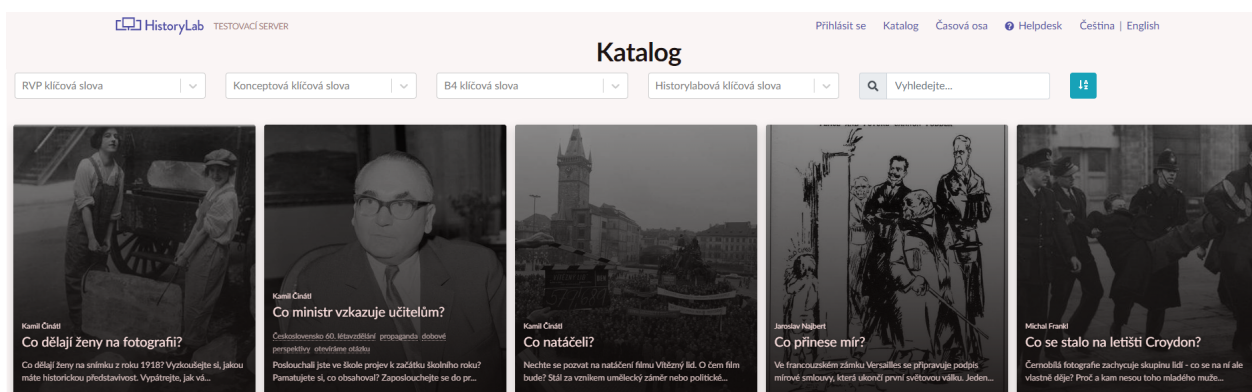 HistoryLab TESTOVACÍ SERVER
Přihlásit se Katalog Časová osa Helpdesk Čeština | English
Katalog
RVP klíčová slova
Konceptová klíčová slova
B4 klíčová slova
Historylabová klíčová slova
Vyhledejte...
Kamil Činátl
Co dělají ženy na fotografii?
Co dělají ženy na snímku z roku 1918? Vyzkoušejte si, jakou
máte historickou představivost. Vypátrejte, jak vá...
Kamil Činátl
Co ministr vzkazuje učitelům?
Československo 60. létavzdělání propaganda dobové
perspektivy otevíráme otázku
Poslouchali jste ve škole projev k začátku školního roku?
Pamatujete si, co obsahoval? Zaposlouchejte se do pr...
Kamil Činátl
Co natáčeli?
Nechte se pozvat na natáčení filmu Vítězný lid. O čem film
bude? Stál za vznikem umělecký záměr nebo politické...
Jaroslav Najbert
Co přinese mír?
Ve francouzském zámku Versailles se připravuje podpis
mírové smlouvy, která ukončí první světovou válku. Jeden...
Michal Frankl
Co se stalo na letišti Croydon?
Černobílá fotografie zachycuje skupinu lidí - co se na ní ale
vlastně děje? Proč a kam nesou toho mladého muže...